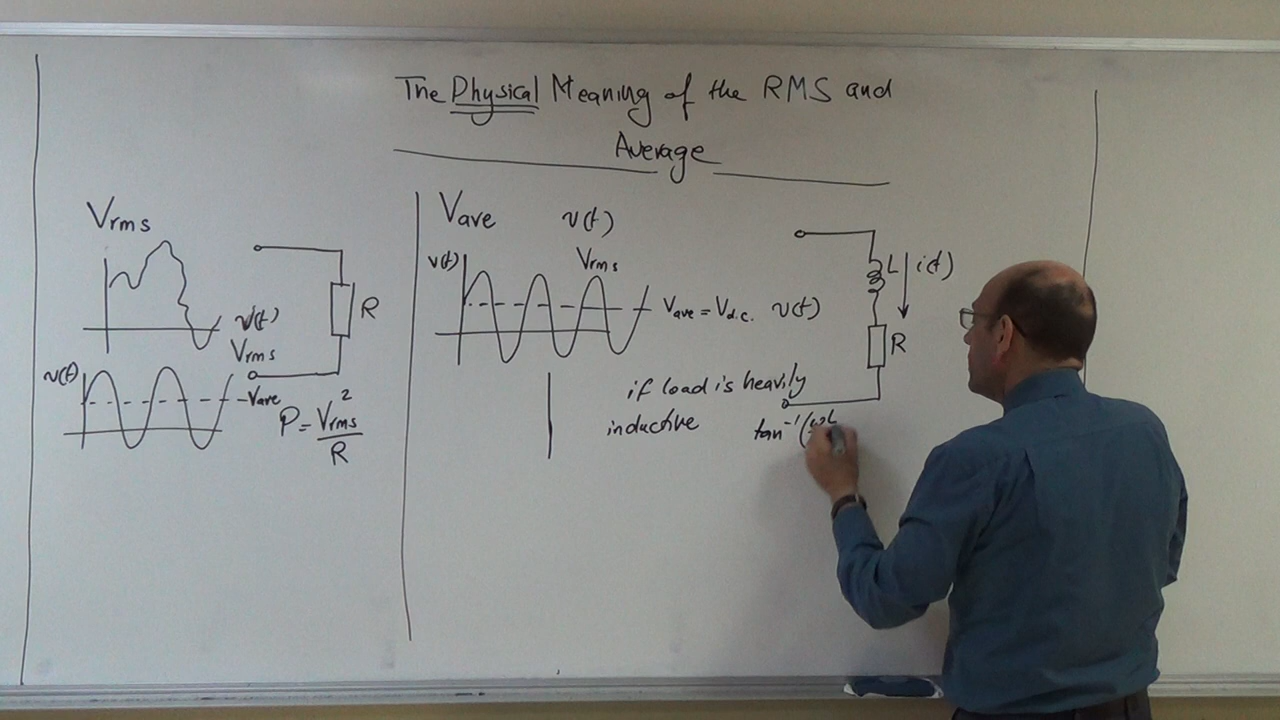 The Physical Meaning of the RMS and
Average
Vrms
R
v(t)
Vrms
v(t)
Vave
P = Vrms²
R
Vave v(t)
v(t) Vrms
Vave = Vd.c. v(t)
L i(t)
R
if load is heavily
inductive
tan⁻¹(ωL